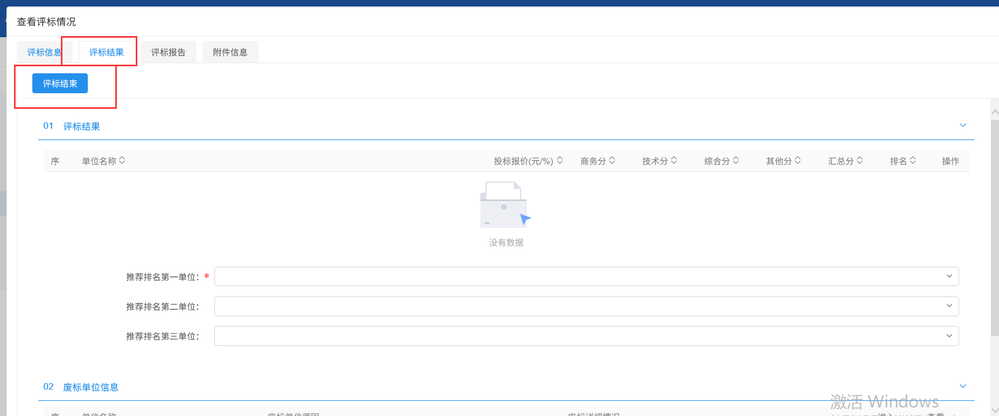 查看评标情况
评标信息 评标结果 评标报告 附件信息
评标结束
01 评标结果
序 单位名称 投标报价(元/%) 商务分 技术分 综合分 其他分 汇总分 排名 操作
没有数据
推荐排名第一单位：*
推荐排名第二单位：
推荐排名第三单位：
02 废标单位信息
激活 Windows
序 单位名称 废标单位原因 废标详细情况 查看